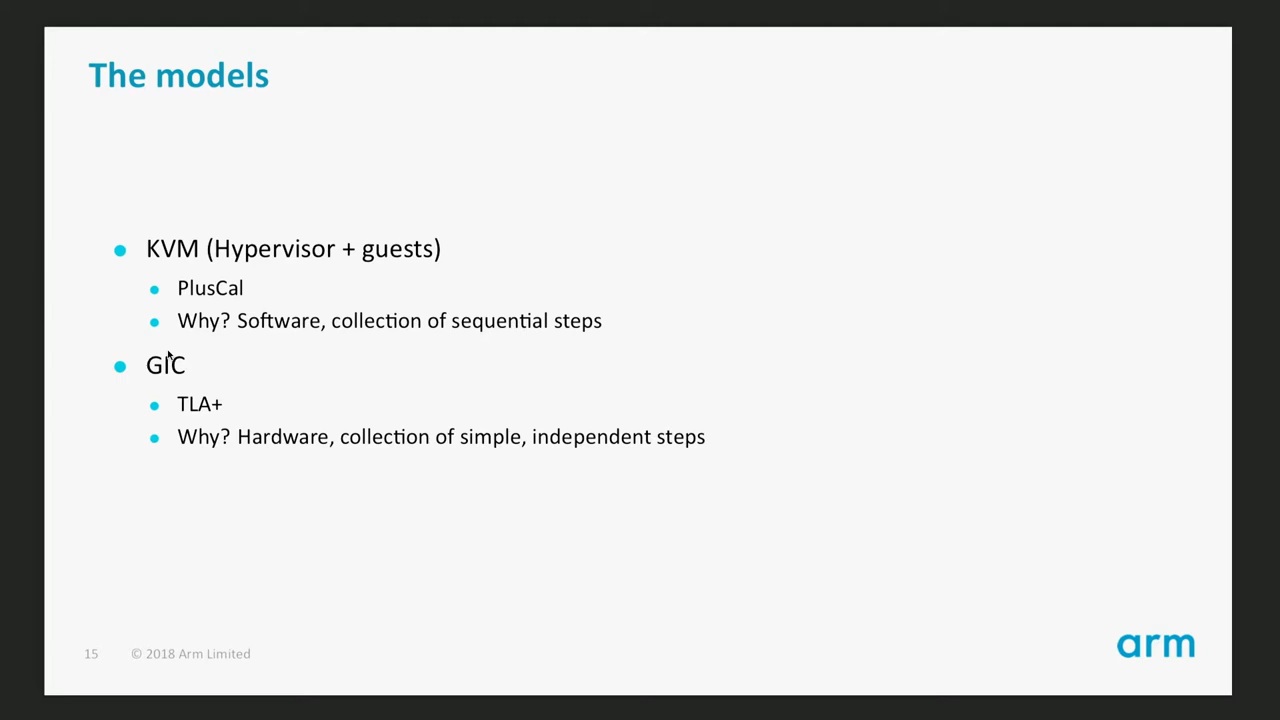 The models
KVM (Hypervisor + guests)
PlusCal
Why? Software, collection of sequential steps
GIC
TLA+
Why? Hardware, collection of simple, independent steps
15 © 2018 Arm Limited
arm